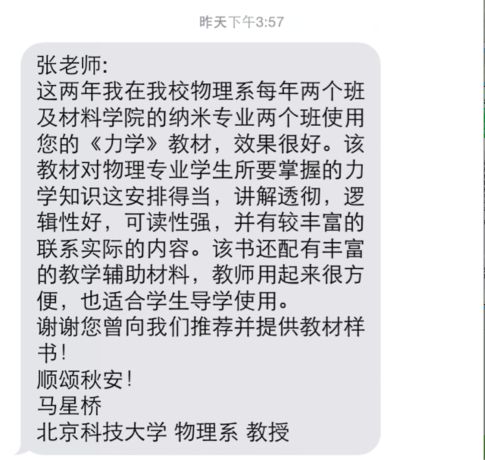 昨天下午3:57
张老师:
这两年我在我校物理系每年两个班
及材料学院的纳米专业两个班使用
您的《力学》教材，效果很好。该
教材对物理专业学生所要掌握的力
学知识这安排得当，讲解透彻，逻
辑性好，可读性强，并有较丰富的
联系实际的内容。该书还配有丰富
的教学辅助材料，教师用起来很方
便，也适合学生导学使用。
谢谢您曾向我们推荐并提供教材样
书！
顺颂秋安！
马星桥
北京科技大学 物理系 教授